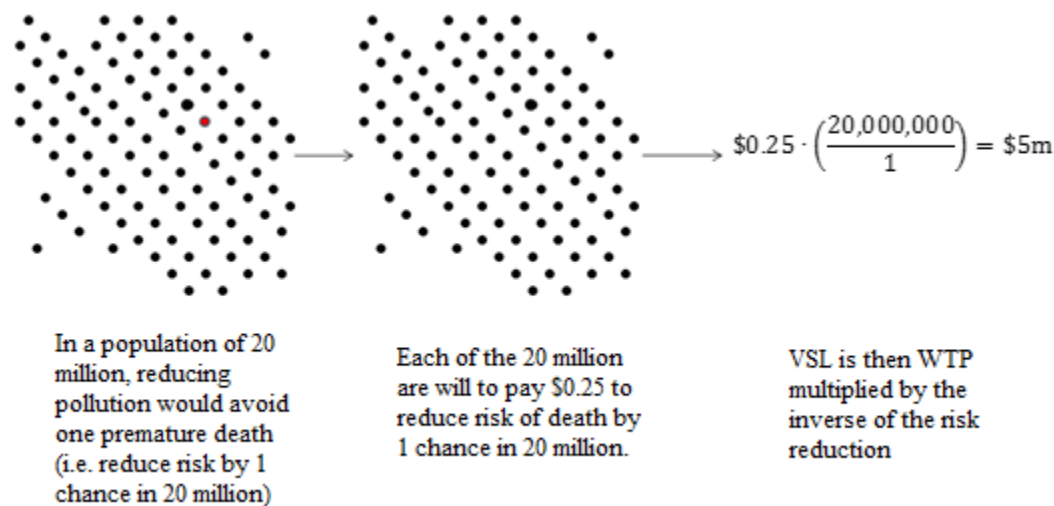 $0.25 · (20,000,000/1) = $5m
In a population of 20
million, reducing
pollution would avoid
one premature death
(i.e. reduce risk by 1
chance in 20 million)
Each of the 20 million
are will to pay $0.25 to
reduce risk of death by
1 chance in 20 million.
VSL is then WTP
multiplied by the
inverse of the risk
reduction